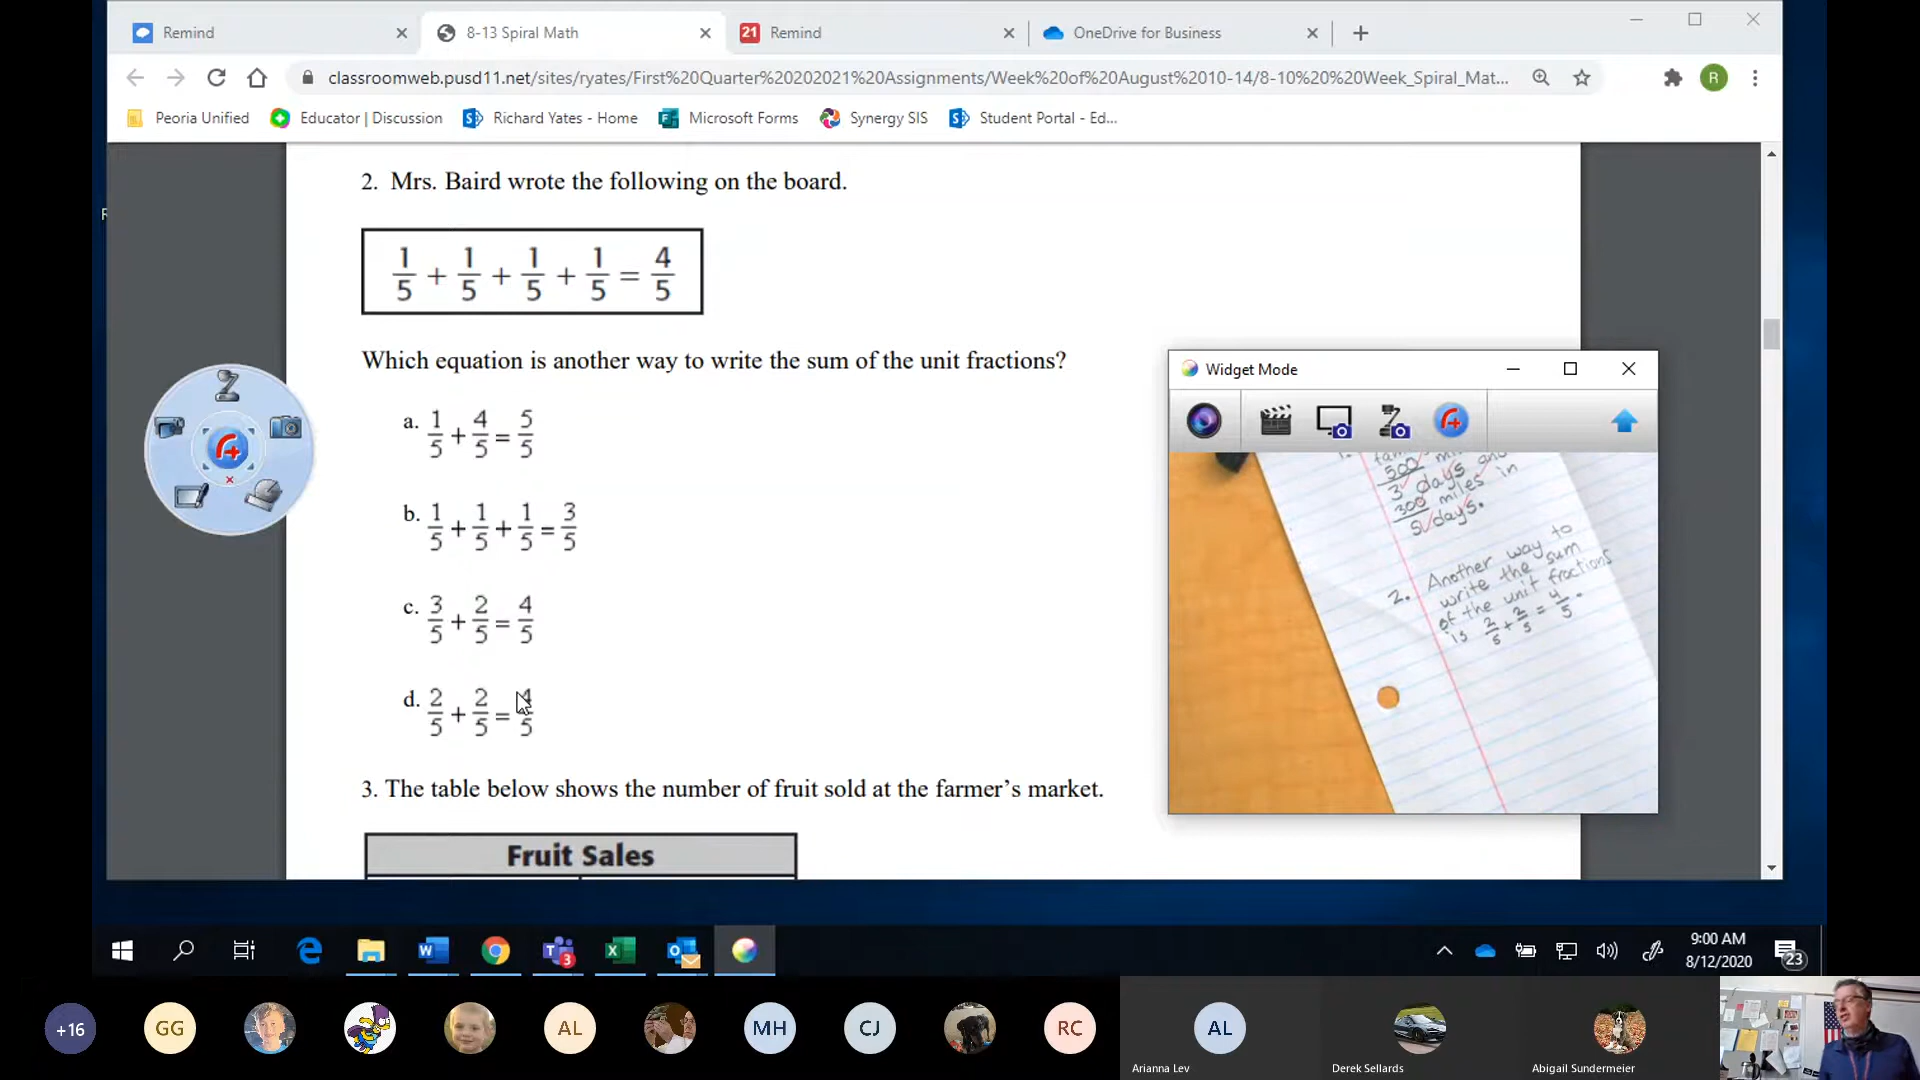 Remind
8-13 Spiral Math
21 Remind
OneDrive for Business
classroomweb.pusd11.net/sites/ryates/First%20Quarter%20202021%20Assignments/Week%20of%20August%2010-14/8-10%20%20Week_Spiral_Mat...
R
Peoria Unified
Educator | Discussion
Richard Yates - Home
Microsoft Forms
Synergy SIS
Student Portal - Ed...
2. Mrs. Baird wrote the following on the board.
1/5 + 1/5 + 1/5 + 1/5 = 4/5
Which equation is another way to write the sum of the unit fractions?
a. 1/5 + 4/5 = 5/5
b. 1/5 + 1/5 + 1/5 = 3/5
c. 3/5 + 2/5 = 4/5
d. 2/5 + 2/5 = 4/5
3. The table below shows the number of fruit sold at the farmer's market.
Fruit Sales
Widget Mode
500
3 days and
300 miles in
5 days.
2. Another way to
write the sum
of the unit fractions
is 2/5 + 2/5 = 4/5.
9:00 AM
8/12/2020
23
3
+16
GG
AL
MH
CJ
RC
AL
Arianna Lev
Derek Sellards
Abigail Sundermeier